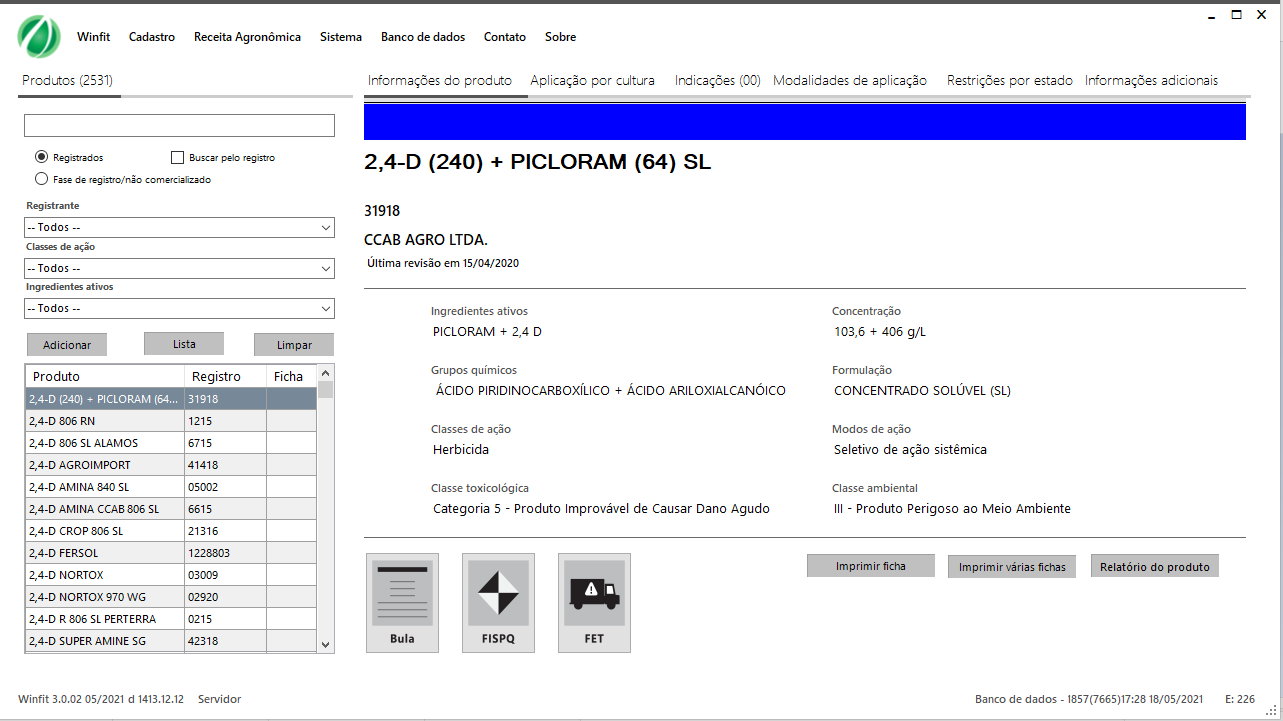 Winfit Cadastro Receita Agronômica Sistema Banco de dados Contato Sobre
Produtos (2531)
Informações do produto Aplicação por cultura Indicações (00) Modalidades de aplicação Restrições por estado Informações adicionais
Registrados Buscar pelo registro
Fase de registro/não comercializado
Registrante
-- Todos --
Classes de ação
-- Todos --
Ingredientes ativos
-- Todos --
Adicionar Lista Limpar
Produto Registro Ficha
2,4-D (240) + PICLORAM (64... 31918
2,4-D 806 RN 1215
2,4-D 806 SL ALAMOS 6715
2,4-D AGROIMPORT 41418
2,4-D AMINA 840 SL 05002
2,4-D AMINA CCAB 806 SL 6615
2,4-D CROP 806 SL 21316
2,4-D FERSOL 1228803
2,4-D NORTOX 03009
2,4-D NORTOX 970 WG 02920
2,4-D R 806 SL PERTERRA 0215
2,4-D SUPER AMINE SG 42318
2,4-D (240) + PICLORAM (64) SL
31918
CCAB AGRO LTDA.
Última revisão em 15/04/2020
Ingredientes ativos Concentração
PICLORAM + 2,4 D 103,6 + 406 g/L
Grupos químicos Formulação
ÁCIDO PIRIDINOCARBOXÍLICO + ÁCIDO ARILOXIALCANÓICO CONCENTRADO SOLÚVEL (SL)
Classes de ação Modos de ação
Herbicida Seletivo de ação sistêmica
Classe toxicológica Classe ambiental
Categoria 5 - Produto Improvável de Causar Dano Agudo III - Produto Perigoso ao Meio Ambiente
Imprimir ficha Imprimir várias fichas Relatório do produto
Bula FISPQ FET
Winfit 3.0.02 05/2021 d 1413.12.12 Servidor Banco de dados - 1857(7665)17:28 18/05/2021 E: 226